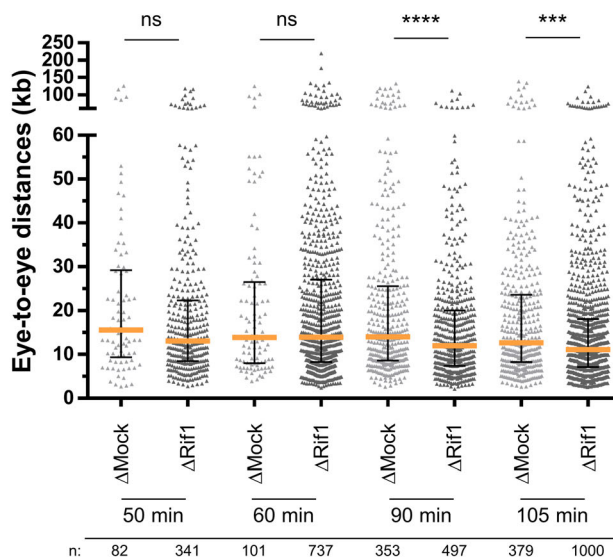 ns ns **** ***
Eye-to-eye distances (kb)
250
200
150
100
60
50
40
30
20
10
0
ΔMock ΔRif1 ΔMock ΔRif1 ΔMock ΔRif1 ΔMock ΔRif1
50 min 60 min 90 min 105 min
n: 82 341 101 737 353 497 379 1000